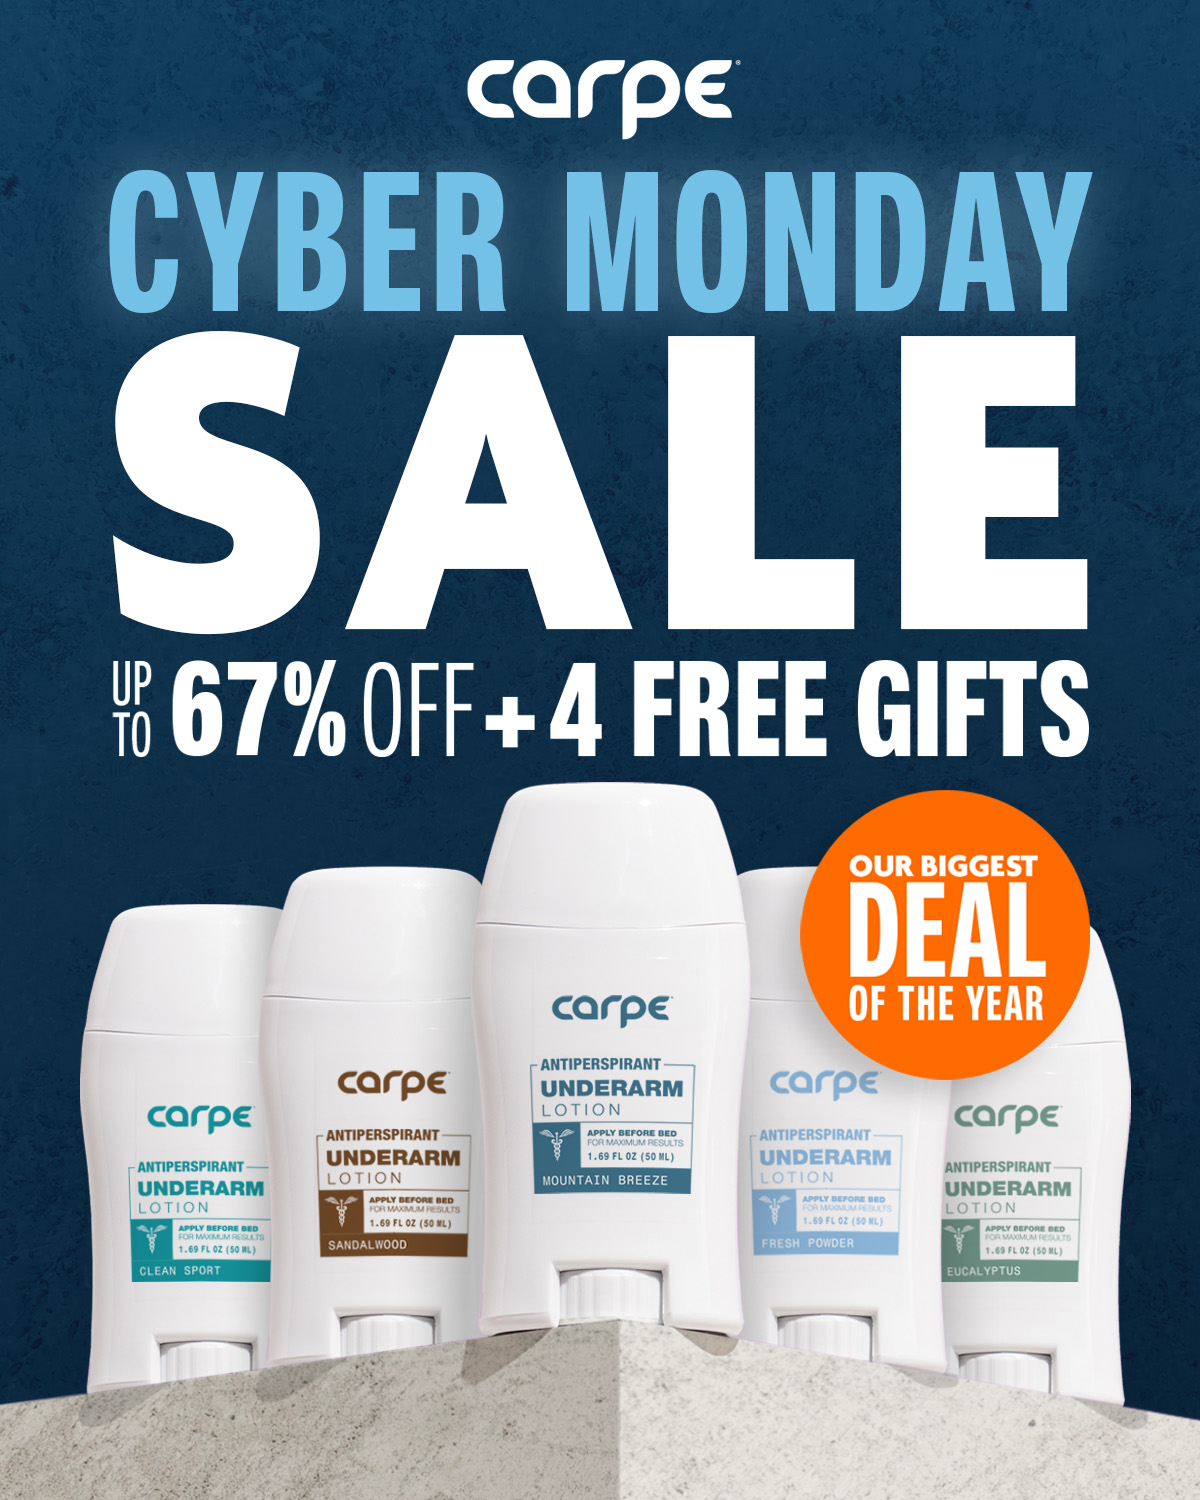 carpe
CYBER MONDAY
SALE
UP TO 67% OFF + 4 FREE GIFTS
OUR BIGGEST
DEAL
OF THE YEAR
carpe
ANTIPERSPIRANT
UNDERARM
LOTION
APPLY BEFORE BED
FOR MAXIMUM RESULTS
1.69 FL OZ (50 ML)
CLEAN SPORT
carpe
ANTIPERSPIRANT
UNDERARM
LOTION
APPLY BEFORE BED
FOR MAXIMUM RESULTS
1.69 FL OZ (50 ML)
SANDALWOOD
carpe
ANTIPERSPIRANT
UNDERARM
LOTION
APPLY BEFORE BED
FOR MAXIMUM RESULTS
1.69 FL OZ (50 ML)
MOUNTAIN BREEZE
carpe
ANTIPERSPIRANT
UNDERARM
LOTION
APPLY BEFORE BED
FOR MAXIMUM RESULTS
1.69 FL OZ (50 ML)
FRESH POWDER
carpe
ANTIPERSPIRANT
UNDERARM
LOTION
APPLY BEFORE BED
FOR MAXIMUM RESULTS
1.69 FL OZ (50 ML)
EUCALYPTUS